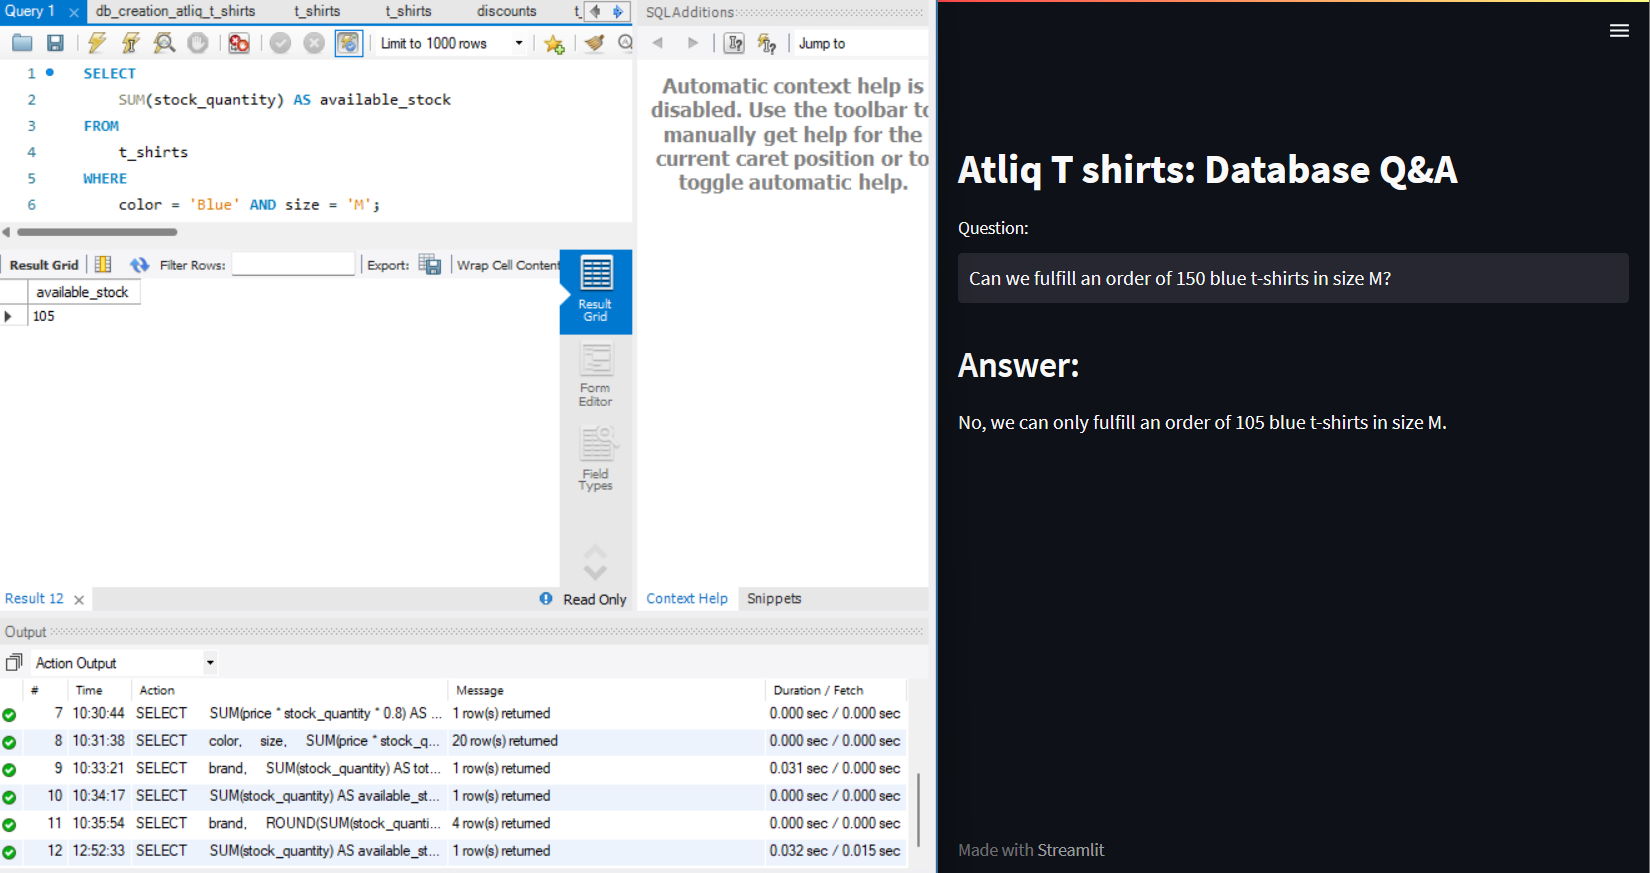 Query 1
db_creation_atliq_t_shirts
t_shirts
t_shirts
discounts
t_
Limit to 1000 rows
1 SELECT
2 SUM(stock_quantity) AS available_stock
3 FROM
4 t_shirts
5 WHERE
6 color = 'Blue' AND size = 'M';
Result Grid
Filter Rows:
Export:
Wrap Cell Content
available_stock
105
Result
Grid
Form
Editor
Field
Types
Result 12
Read Only
SQLAdditions
Jump to
Automatic context help is
disabled. Use the toolbar to
manually get help for the
current caret position or to
toggle automatic help.
Context Help
Snippets
Output
Action Output
# Time Action Message Duration / Fetch
7 10:30:44 SELECT SUM(price * stock_quantity * 0.8) AS ... 1 row(s) returned 0.000 sec / 0.000 sec
8 10:31:38 SELECT color, size, SUM(price * stock_q... 20 row(s) returned 0.000 sec / 0.000 sec
9 10:33:21 SELECT brand, SUM(stock_quantity) AS tot... 1 row(s) returned 0.031 sec / 0.000 sec
10 10:34:17 SELECT SUM(stock_quantity) AS available_st... 1 row(s) returned 0.000 sec / 0.000 sec
11 10:35:54 SELECT brand, ROUND(SUM(stock_quanti... 4 row(s) returned 0.000 sec / 0.000 sec
12 12:52:33 SELECT SUM(stock_quantity) AS available_st... 1 row(s) returned 0.032 sec / 0.015 sec
Atliq T shirts: Database Q&A
Question:
Can we fulfill an order of 150 blue t-shirts in size M?
Answer:
No, we can only fulfill an order of 105 blue t-shirts in size M.
Made with Streamlit